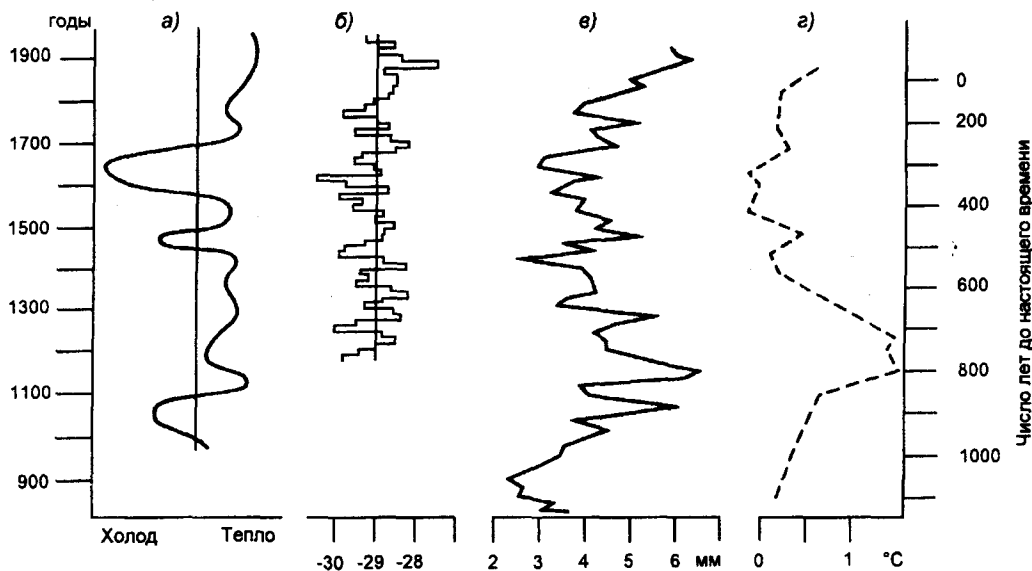 годы а) б) в) г)
1900
1700
1500
1300
1100
900
0
200
400
600
800
1000
Число лет до настоящего времени
Холод Тепло
-30 -29 -28
2 3 4 5 6 мм
0 1 °С